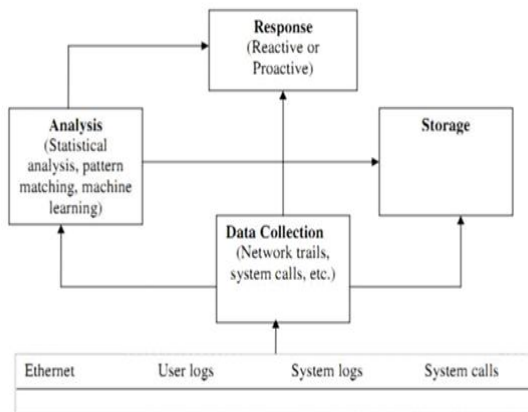 Response
(Reactive or
Proactive)
Analysis
(Statistical
analysis, pattern
matching, machine
learning)
Storage
Data Collection
(Network trails,
system calls, etc.)
Ethernet User logs System logs System calls